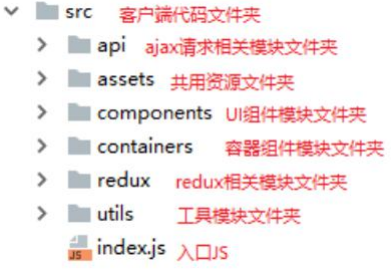 src 客户端代码文件夹
api ajax请求相关模块文件夹
assets 共用资源文件夹
components UI组件模块文件夹
containers 容器组件模块文件夹
redux redux相关模块文件夹
utils 工具模块文件夹
JS index.js 入口JS